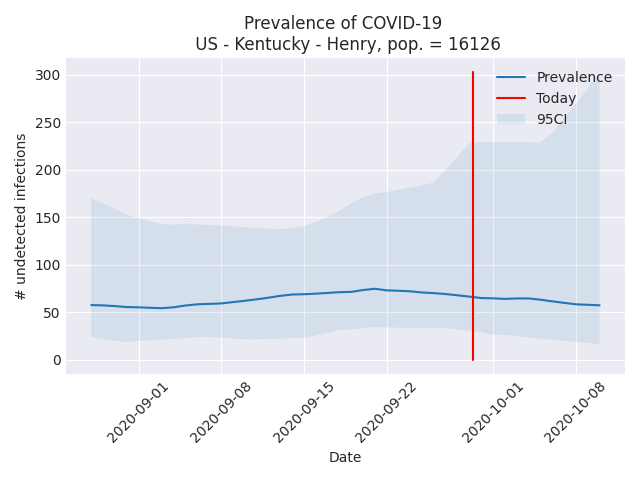 Prevalence of COVID-19
US - Kentucky - Henry, pop. = 16126
Prevalence
Today
95CI
300
250
200
150
100
50
0
# undetected infections
2020-09-01
2020-09-08
2020-09-15
2020-09-22
2020-10-01
2020-10-08
Date